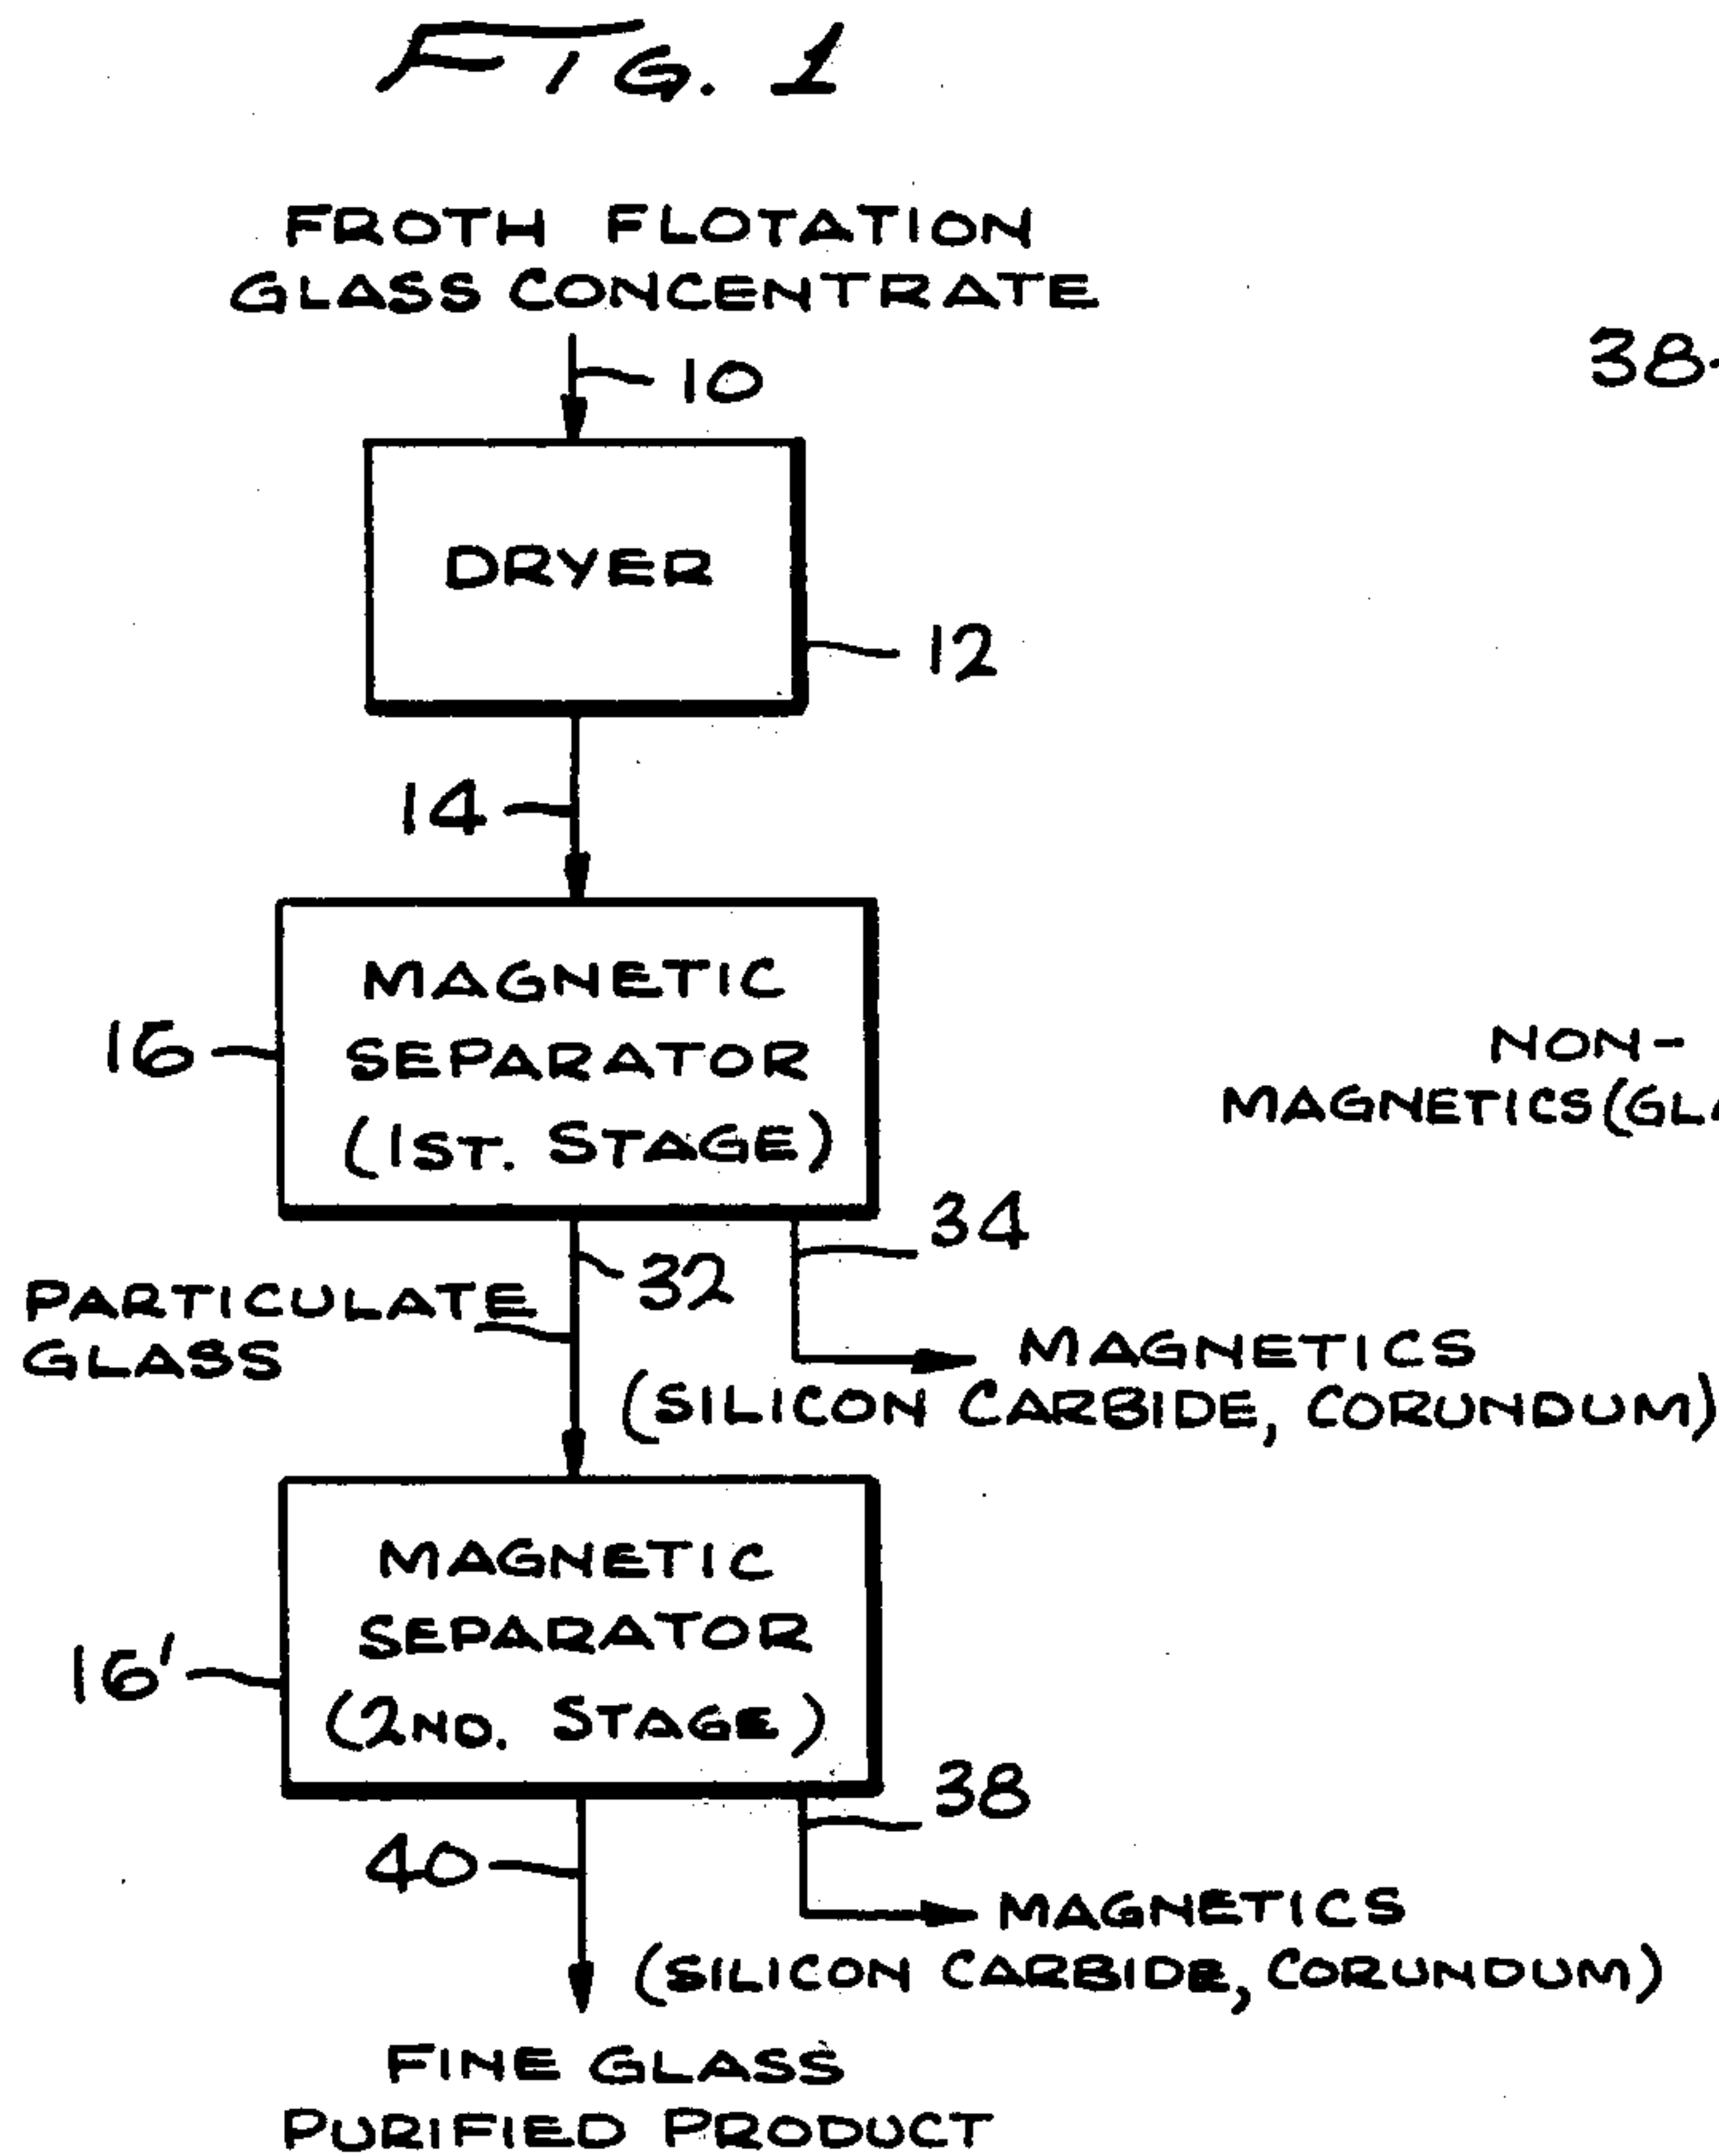 FIG. 1
FROTH FLOTATION
GLASS CONCENTRATE
10
38
DRYER
12
14
MAGNETIC
SEPARATOR
(1ST. STAGE)
16
NON-
MAGNETICS (GLA
34
32
PARTICULATE
GLASS
MAGNETICS
(SILICON CARBIDE, CORUNDUM)
MAGNETIC
SEPARATOR
(2ND. STAGE)
16'
38
40
MAGNETICS
(SILICON CARBIDE, CORUNDUM)
FINE GLASS
PURIFIED PRODUCT